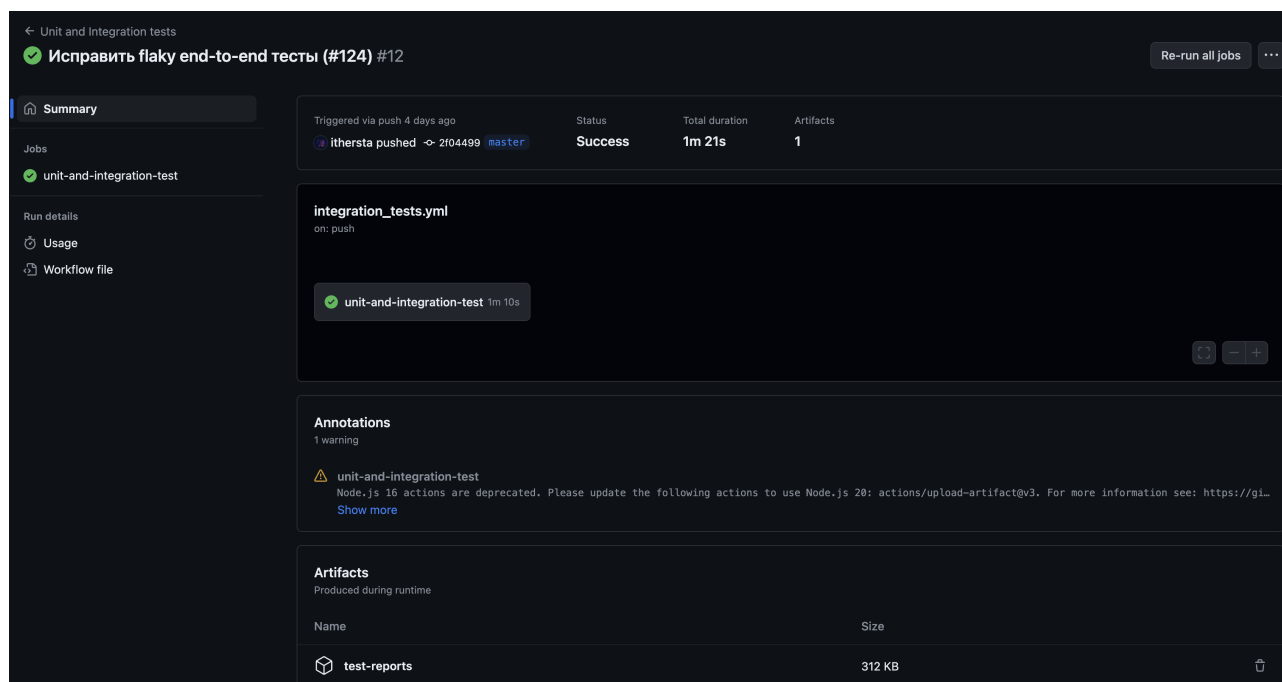 ← Unit and Integration tests
Исправить flaky end-to-end тесты (#124) #12
Re-run all jobs
...
Summary
Jobs
unit-and-integration-test
Run details
Usage
Workflow file
Triggered via push 4 days ago
ithersta pushed 2f04499 master
Status
Success
Total duration
1m 21s
Artifacts
1
integration_tests.yml
on: push
unit-and-integration-test 1m 10s
Annotations
1 warning
unit-and-integration-test
Node.js 16 actions are deprecated. Please update the following actions to use Node.js 20: actions/upload-artifact@v3. For more information see: https://gi…
Show more
Artifacts
Produced during runtime
Name Size
test-reports 312 KB